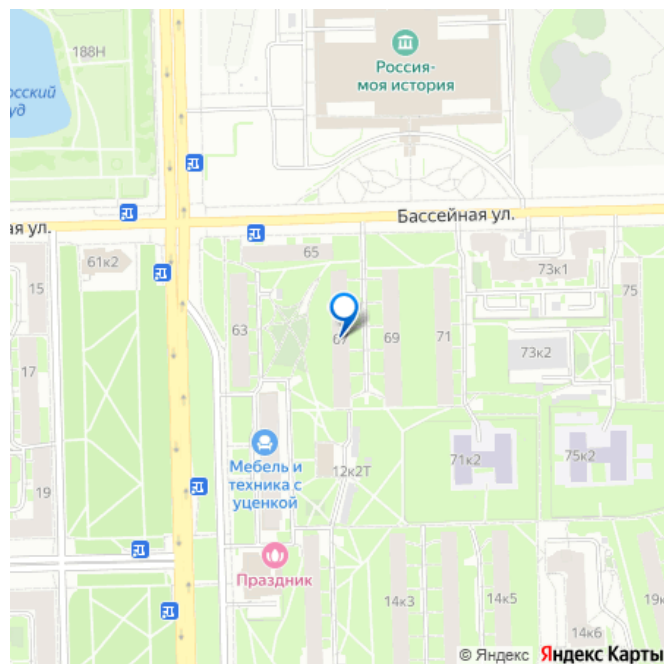 188Н
Россия-
моя история
осский
уд
Бассейная ул.
ая ул.
65
61к2
73к1
15
75
63
67
69
71
17
73к2
Мебель и
техника с
уценкой
12к2Т
71к2
75к2
19
Праздник
14к3
14к5
19к
14к6
© Яндекс Яндекс Карты